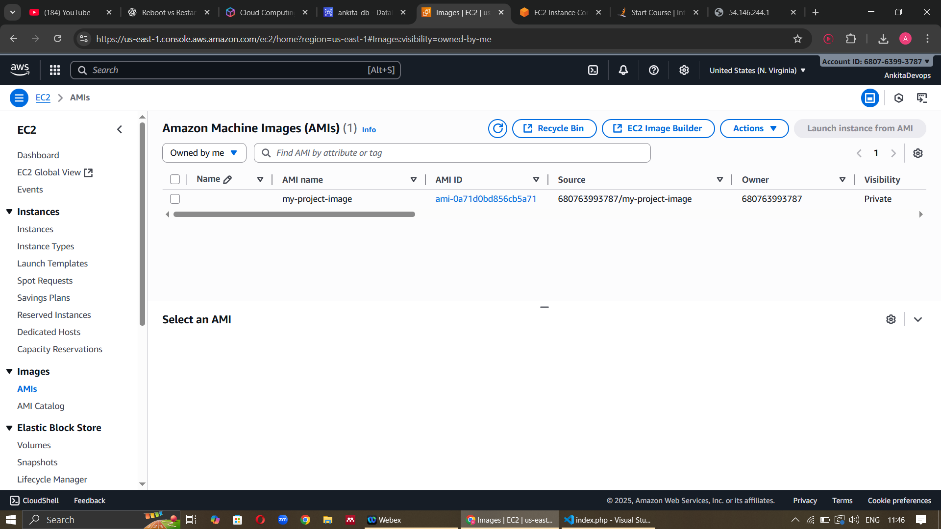 (184) YouTube
Reboot vs Resta
Cloud Computin
ankita_db - Data
Images | EC2 | us
EC2 Instance Co
Start Course | Int
54.146.244.1
https://us-east-1.console.aws.amazon.com/ec2/home?region=us-east-1#Images:visibility=owned-by-me
A
aws
Search
[Alt+S]
United States (N. Virginia)
Account ID: 6807-6399-3787
AnkitaDevops
EC2
AMIs
EC2
Dashboard
EC2 Global View
Events
Instances
Instances
Instance Types
Launch Templates
Spot Requests
Savings Plans
Reserved Instances
Dedicated Hosts
Capacity Reservations
Images
AMIs
AMI Catalog
Elastic Block Store
Volumes
Snapshots
Lifecycle Manager
Amazon Machine Images (AMIs) (1) Info
Recycle Bin
EC2 Image Builder
Actions
Launch instance from AMI
Owned by me
Find AMI by attribute or tag
1
Name
AMI name
AMI ID
Source
Owner
Visibility
my-project-image
ami-0a71d0bd856cb5a71
680763993787/my-project-image
680763993787
Private
Select an AMI
CloudShell
Feedback
© 2025, Amazon Web Services, Inc. or its affiliates.
Privacy
Terms
Cookie preferences
Search
Webex
Images | EC2 | us-east...
index.php - Visual Stu...
ENG
11:46